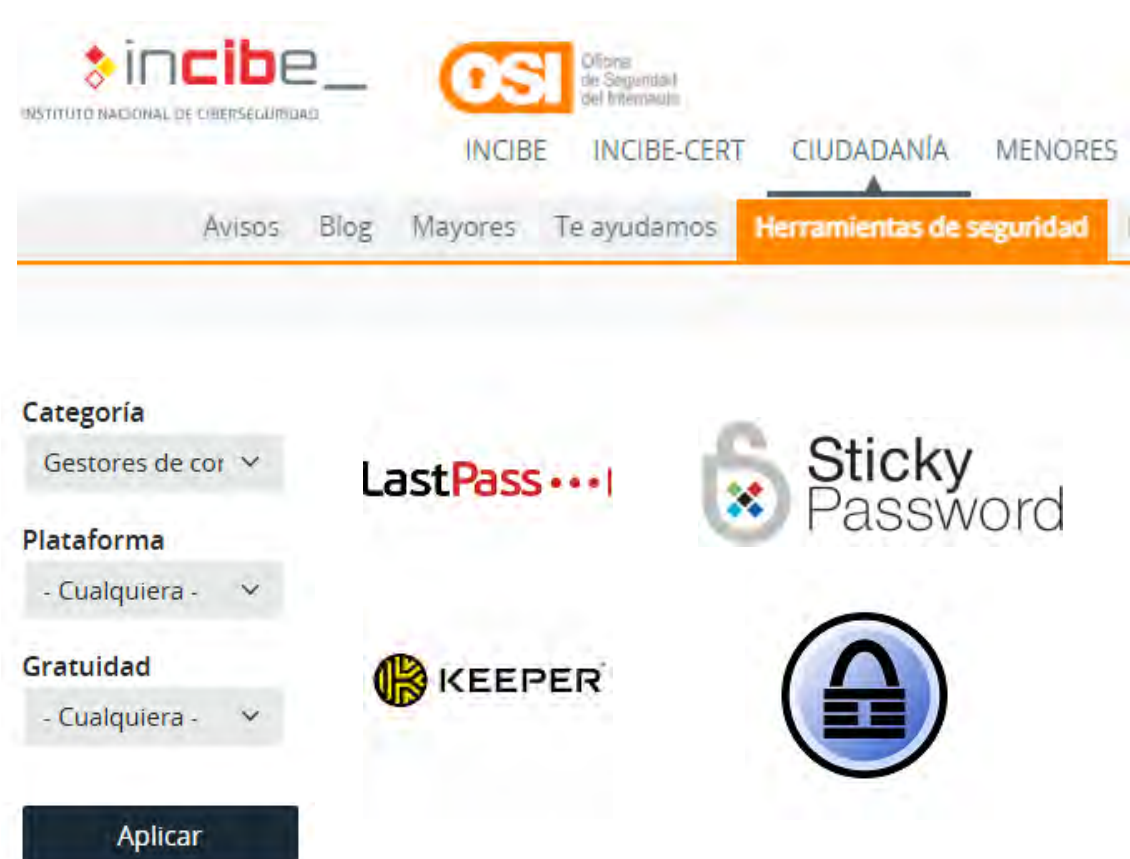 incibe_
INSTITUTO NACIONAL DE CIBERSEGURIDAD
OSI
Oficina
de Seguridad
del Internauta
INCIBE INCIBE-CERT CIUDADANÍA MENORES
Avisos Blog Mayores Te ayudamos Herramientas de seguridad
Categoría
Gestores de cor
Plataforma
- Cualquiera -
Gratuidad
- Cualquiera -
Aplicar
LastPass
Sticky
Password
KEEPER